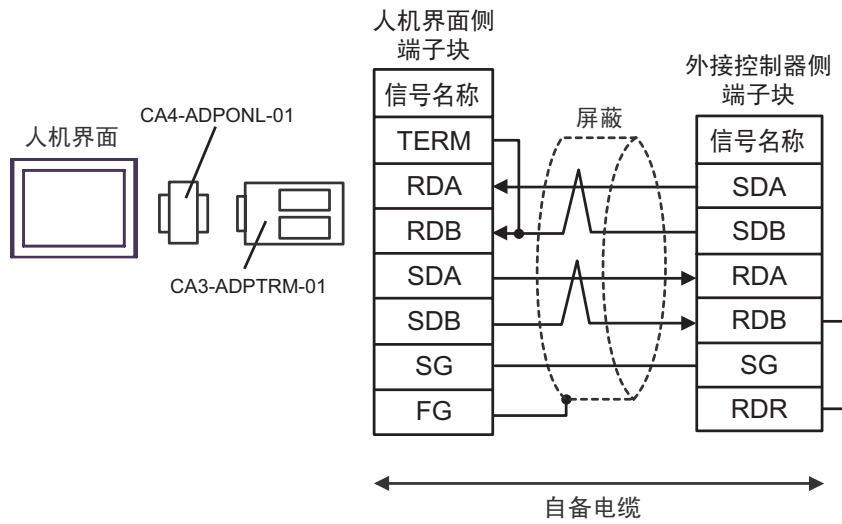 人机界面
CA4-ADPONL-01
CA3-ADPTRM-01
人机界面侧
端子块
信号名称
TERM
RDA
RDB
SDA
SDB
SG
FG
屏蔽
外接控制器侧
端子块
信号名称
SDA
SDB
RDA
RDB
SG
RDR
自备电缆